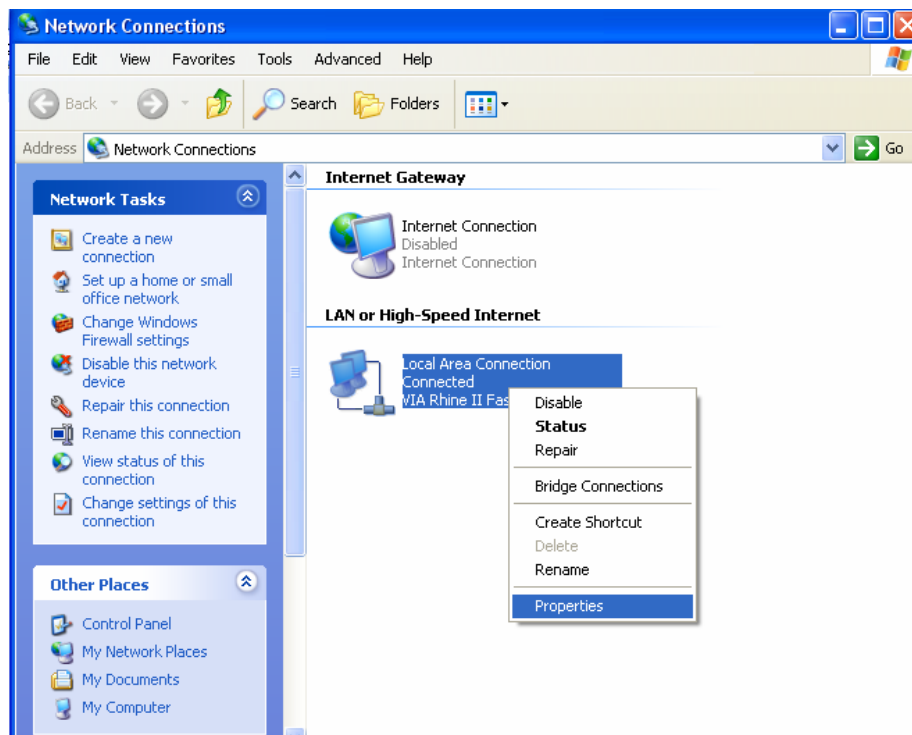 Network Connections
File Edit View Favorites Tools Advanced Help
Back Search Folders
Address Network Connections Go
Network Tasks
Create a new
connection
Set up a home or small
office network
Change Windows
Firewall settings
Disable this network
device
Repair this connection
Rename this connection
View status of this
connection
Change settings of this
connection
Other Places
Control Panel
My Network Places
My Documents
My Computer
Internet Gateway
Internet Connection
Disabled
Internet Connection
LAN or High-Speed Internet
Local Area Connection
Connected
VIA Rhine II Fas
Disable
Status
Repair
Bridge Connections
Create Shortcut
Delete
Rename
Properties